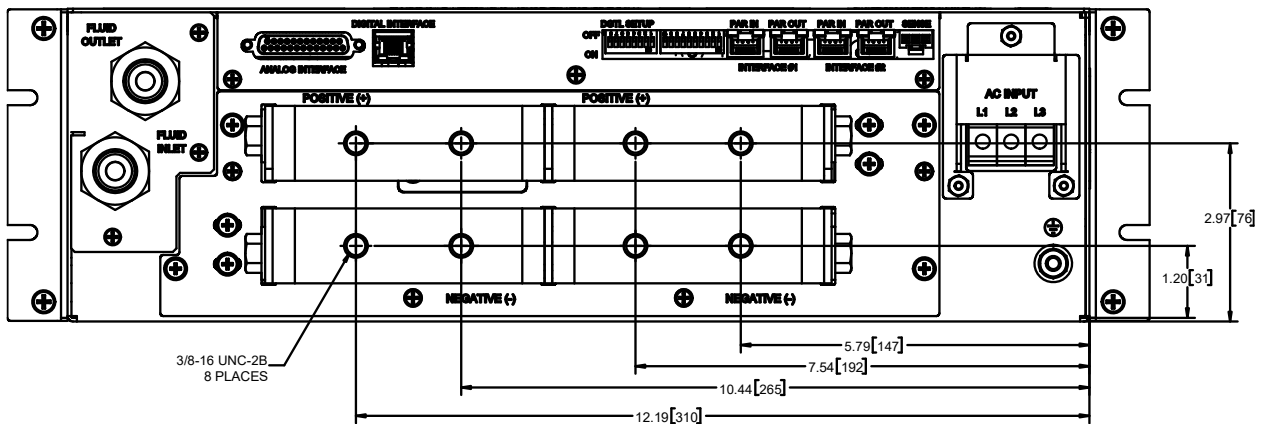 FLUID
OUTLET
DIGITAL INTERFACE
DGTL SETUP
PAR IN PAR OUT PAR IN PAR OUT SENSE
OFF
ON
ANALOG INTERFACE
INTERFACE #1 INTERFACE #2
AC INPUT
L1 L2 L3
POSITIVE (+) POSITIVE (+)
FLUID
INLET
2.97[76]
1.20[31]
NEGATIVE (-) NEGATIVE (-)
3/8-16 UNC-2B
8 PLACES
5.79[147]
7.54[192]
10.44[265]
12.19[310]